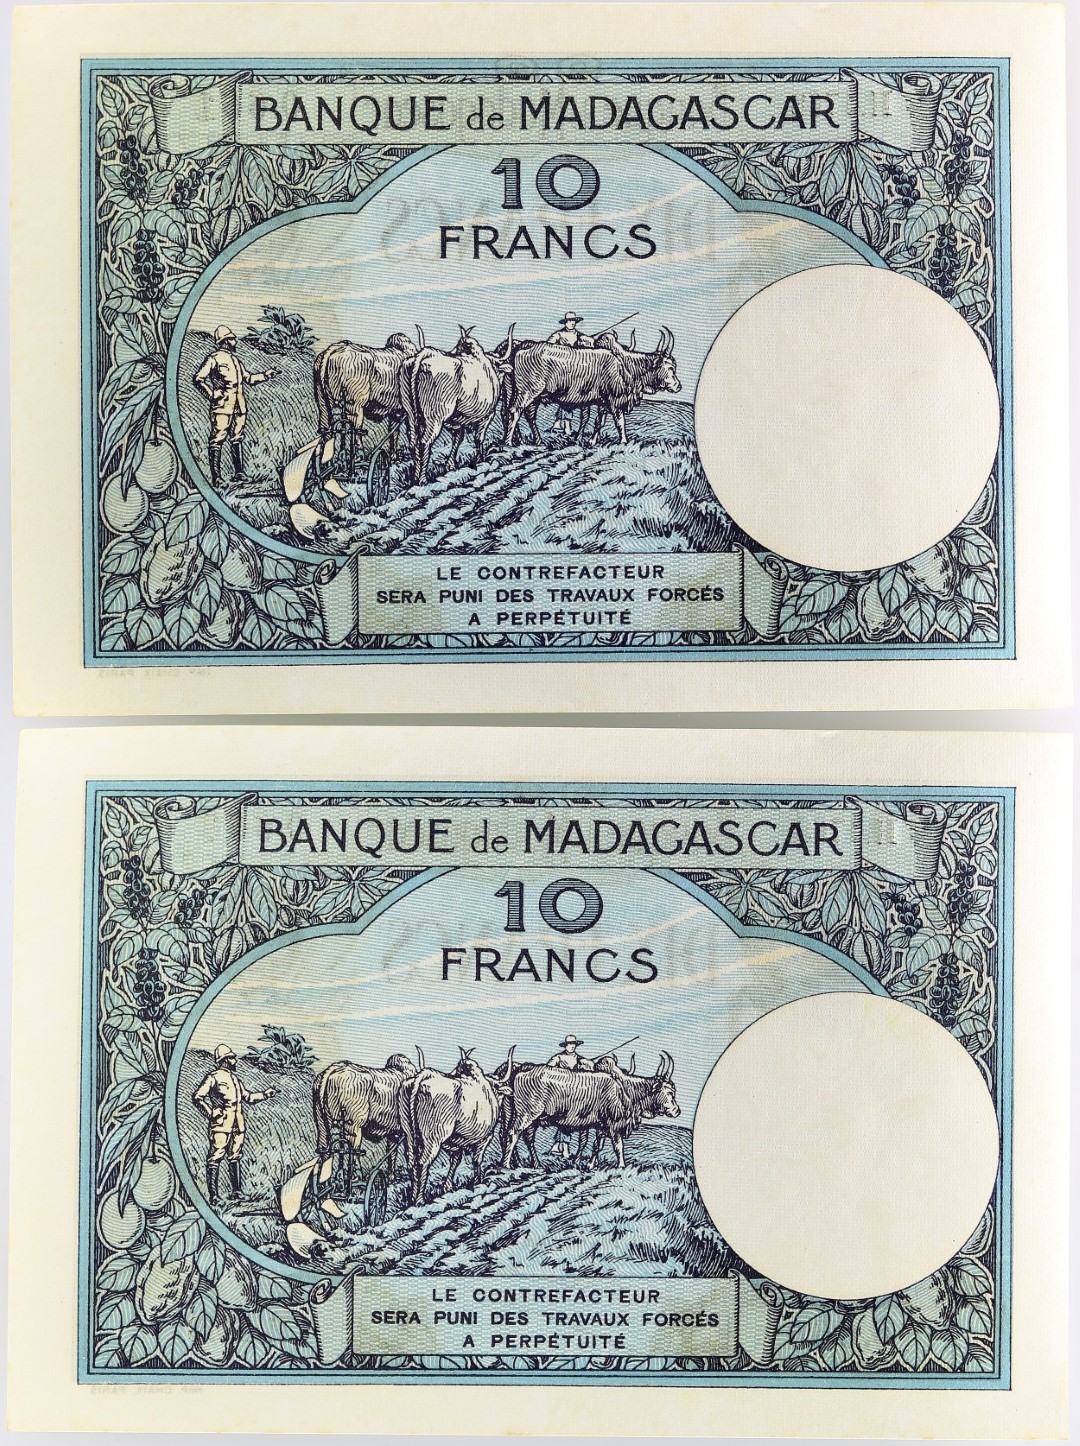 BANQUE de MADAGASCAR
10
FRANCS
LE CONTREFACTEUR
SERA PUNI DES TRAVAUX FORCÉS
A PERPÉTUITÉ
BANQUE de MADAGASCAR
10
FRANCS
LE CONTREFACTEUR
SERA PUNI DES TRAVAUX FORCÉS
A PERPÉTUITÉ